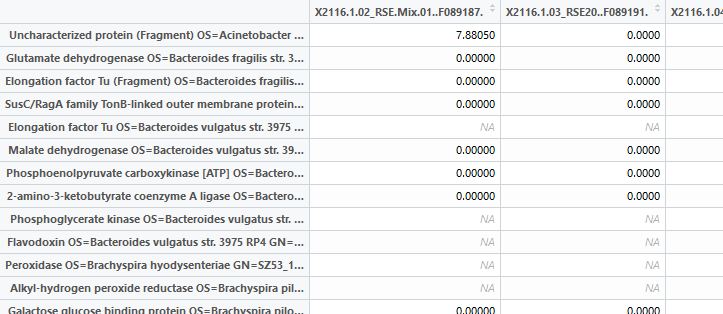 X2116.1.02_RSE.Mix.01..F089187. X2116.1.03_RSE20..F089191. X2116.1.04
Uncharacterized protein (Fragment) OS=Acinetobacter ... 7.88050 0.0000
Glutamate dehydrogenase OS=Bacteroides fragilis str. 3... 0.00000 0.0000
Elongation factor Tu (Fragment) OS=Bacteroides fragilis... 0.00000 0.0000
SusC/RagA family TonB-linked outer membrane protein... 0.00000 0.0000
Elongation factor Tu OS=Bacteroides vulgatus str. 3975 ... NA NA
Malate dehydrogenase OS=Bacteroides vulgatus str. 39... 0.00000 0.0000
Phosphoenolpyruvate carboxykinase [ATP] OS=Bactero... 0.00000 0.0000
2-amino-3-ketobutyrate coenzyme A ligase OS=Bactero... 0.00000 0.0000
Phosphoglycerate kinase OS=Bacteroides vulgatus str. ... NA NA
Flavodoxin OS=Bacteroides vulgatus str. 3975 RP4 GN=... NA NA
Peroxidase OS=Brachyspira hyodysenteriae GN=SZ53_1... NA NA
Alkyl-hydrogen peroxide reductase OS=Brachyspira pil... NA NA
Galactose glucose binding protein OS=Brachyspira pilo... 0.00000 0.0000